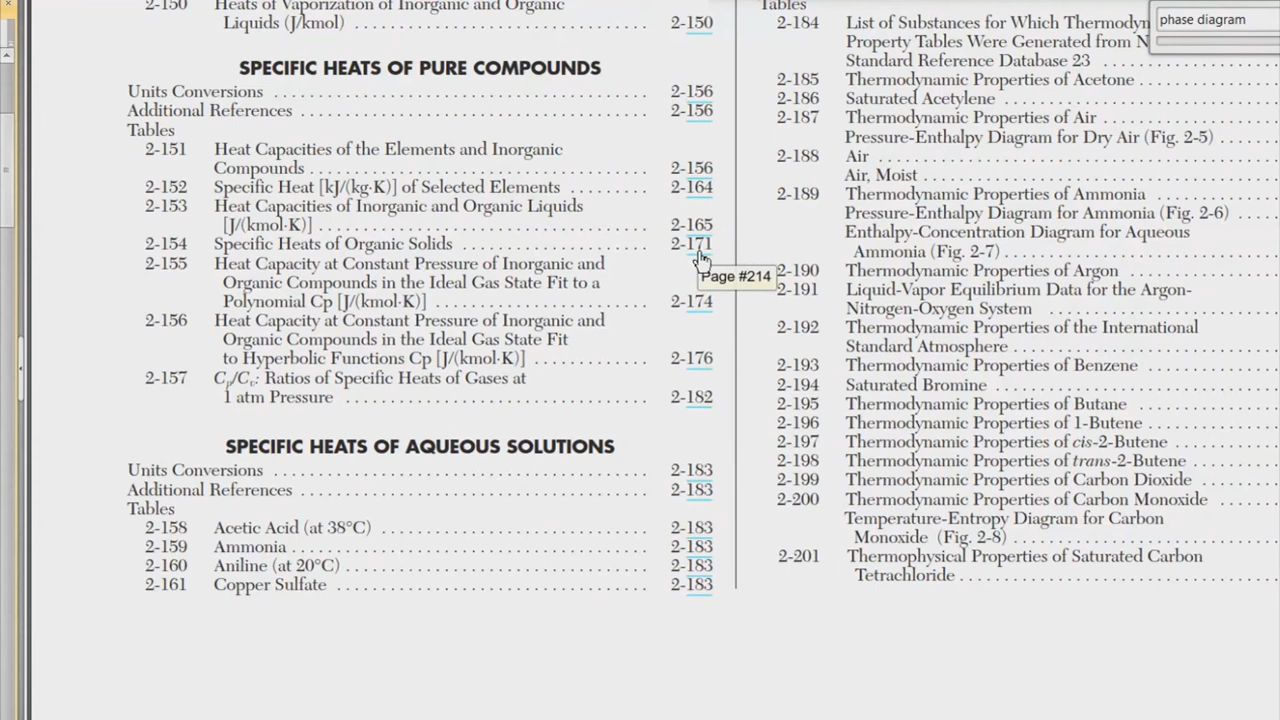 2-150 Heats of Vaporization of Inorganic and Organic
Liquids (J/kmol) . . . 2-150
SPECIFIC HEATS OF PURE COMPOUNDS
Units Conversions . . . 2-156
Additional References . . . 2-156
Tables
2-151 Heat Capacities of the Elements and Inorganic
Compounds . . . 2-156
2-152 Specific Heat [kJ/(kg·K)] of Selected Elements . . . 2-164
2-153 Heat Capacities of Inorganic and Organic Liquids
[J/(kmol·K)] . . . 2-165
2-154 Specific Heats of Organic Solids . . . 2-171
2-155 Heat Capacity at Constant Pressure of Inorganic and
Organic Compounds in the Ideal Gas State Fit to a
Polynomial Cp [J/(kmol·K)] . . . 2-174
2-156 Heat Capacity at Constant Pressure of Inorganic and
Organic Compounds in the Ideal Gas State Fit
to Hyperbolic Functions Cp [J/(kmol·K)] . . . 2-176
2-157 Cp/Cv: Ratios of Specific Heats of Gases at
1 atm Pressure . . . 2-182
SPECIFIC HEATS OF AQUEOUS SOLUTIONS
Units Conversions . . . 2-183
Additional References . . . 2-183
Tables
2-158 Acetic Acid (at 38°C) . . . 2-183
2-159 Ammonia . . . 2-183
2-160 Aniline (at 20°C) . . . 2-183
2-161 Copper Sulfate . . . 2-183
Page #214
Tables
2-184 List of Substances for Which Thermodyn
Property Tables Were Generated from N
Standard Reference Database 23
2-185 Thermodynamic Properties of Acetone . . .
2-186 Saturated Acetylene . . .
2-187 Thermodynamic Properties of Air . . .
Pressure-Enthalpy Diagram for Dry Air (Fig. 2-5) . . .
2-188 Air . . .
Air, Moist . . .
2-189 Thermodynamic Properties of Ammonia . . .
Pressure-Enthalpy Diagram for Ammonia (Fig. 2-6) . . .
Enthalpy-Concentration Diagram for Aqueous
Ammonia (Fig. 2-7) . . .
2-190 Thermodynamic Properties of Argon . . .
2-191 Liquid-Vapor Equilibrium Data for the Argon-
Nitrogen-Oxygen System . . .
2-192 Thermodynamic Properties of the International
Standard Atmosphere . . .
2-193 Thermodynamic Properties of Benzene . . .
2-194 Saturated Bromine . . .
2-195 Thermodynamic Properties of Butane . . .
2-196 Thermodynamic Properties of 1-Butene . . .
2-197 Thermodynamic Properties of cis-2-Butene . . .
2-198 Thermodynamic Properties of trans-2-Butene . . .
2-199 Thermodynamic Properties of Carbon Dioxide . . .
2-200 Thermodynamic Properties of Carbon Monoxide . . .
Temperature-Entropy Diagram for Carbon
Monoxide (Fig. 2-8) . . .
2-201 Thermophysical Properties of Saturated Carbon
Tetrachloride . . .
phase diagram